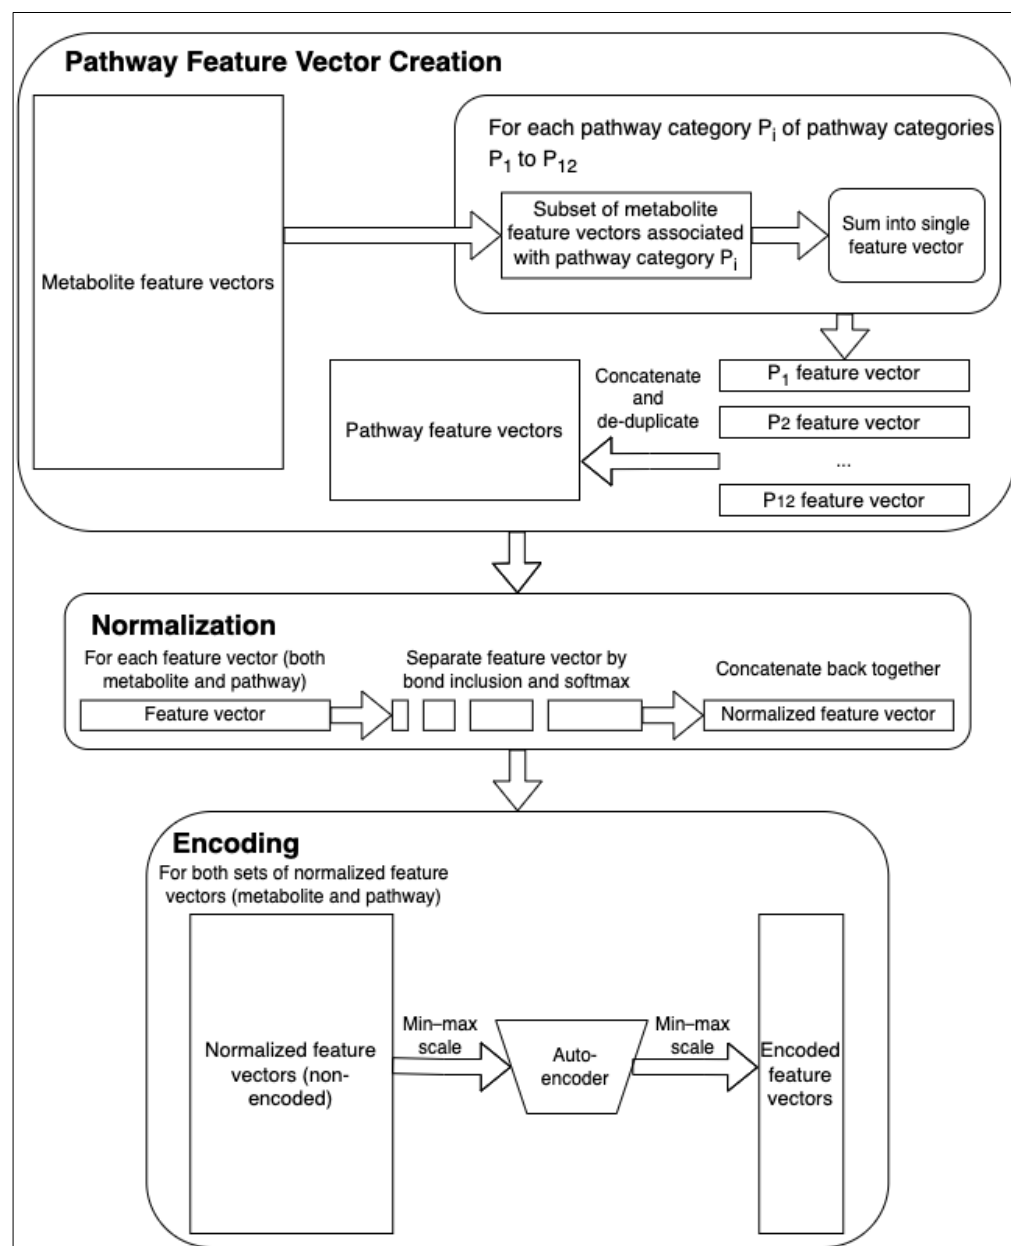 Pathway Feature Vector Creation
Metabolite feature vectors
For each pathway category Pi of pathway categories
P1 to P12
Subset of metabolite
feature vectors associated
with pathway category Pi
Sum into single
feature vector
P1 feature vector
P2 feature vector
...
P12 feature vector
Concatenate
and
de-duplicate
Pathway feature vectors
Normalization
For each feature vector (both
metabolite and pathway)
Feature vector
Separate feature vector by
bond inclusion and softmax
Concatenate back together
Normalized feature vector
Encoding
For both sets of normalized feature
vectors (metabolite and pathway)
Normalized feature
vectors (non-
encoded)
Min–max
scale
Auto-
encoder
Min–max
scale
Encoded
feature
vectors